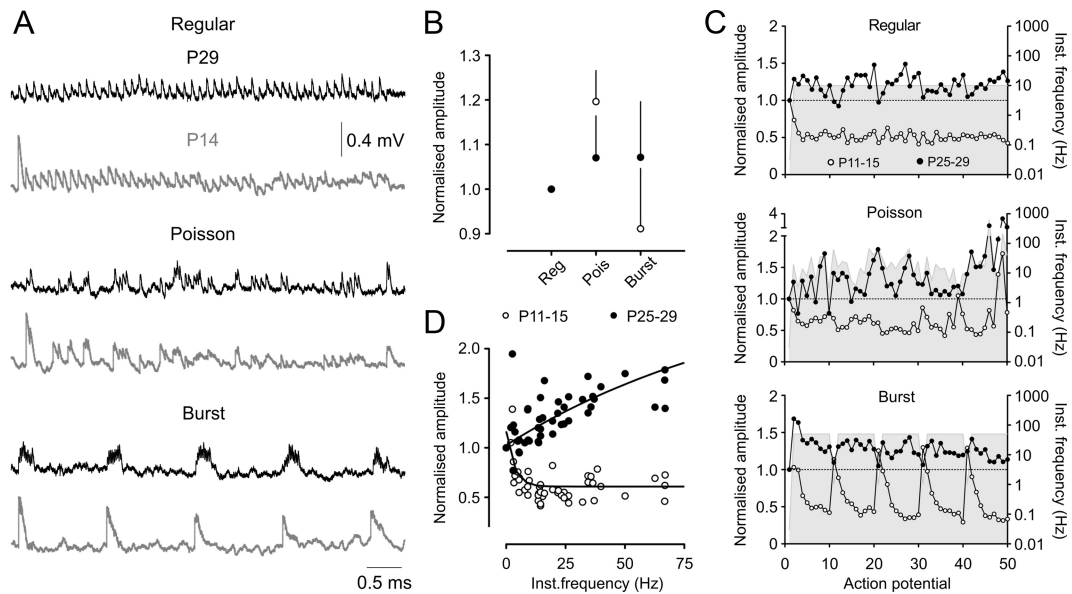 A
Regular
P29
P14
0.4 mV
Poisson
Burst
0.5 ms
B
Normalised amplitude
1.3
1.2
1.1
1.0
0.9
Reg
Pois
Burst
D
P11-15
P25-29
Normalised amplitude
2.0
1.5
1.0
0.5
0
25
50
75
Inst.frequency (Hz)
C
Regular
Normalised amplitude
2.0
1.5
1.0
0.5
0
P11-15
P25-29
1000
100
10
1
0.1
0.01
Inst. frequency (Hz)
Poisson
Normalised amplitude
4
2
2.0
1.5
1.0
0.5
0
1000
100
10
1
0.1
0.01
Inst. frequency (Hz)
Burst
Normalised amplitude
2.0
1.5
1.0
0.5
0
1000
100
10
1
0.1
0.01
Inst. frequency (Hz)
0
10
20
30
40
50
Action potential